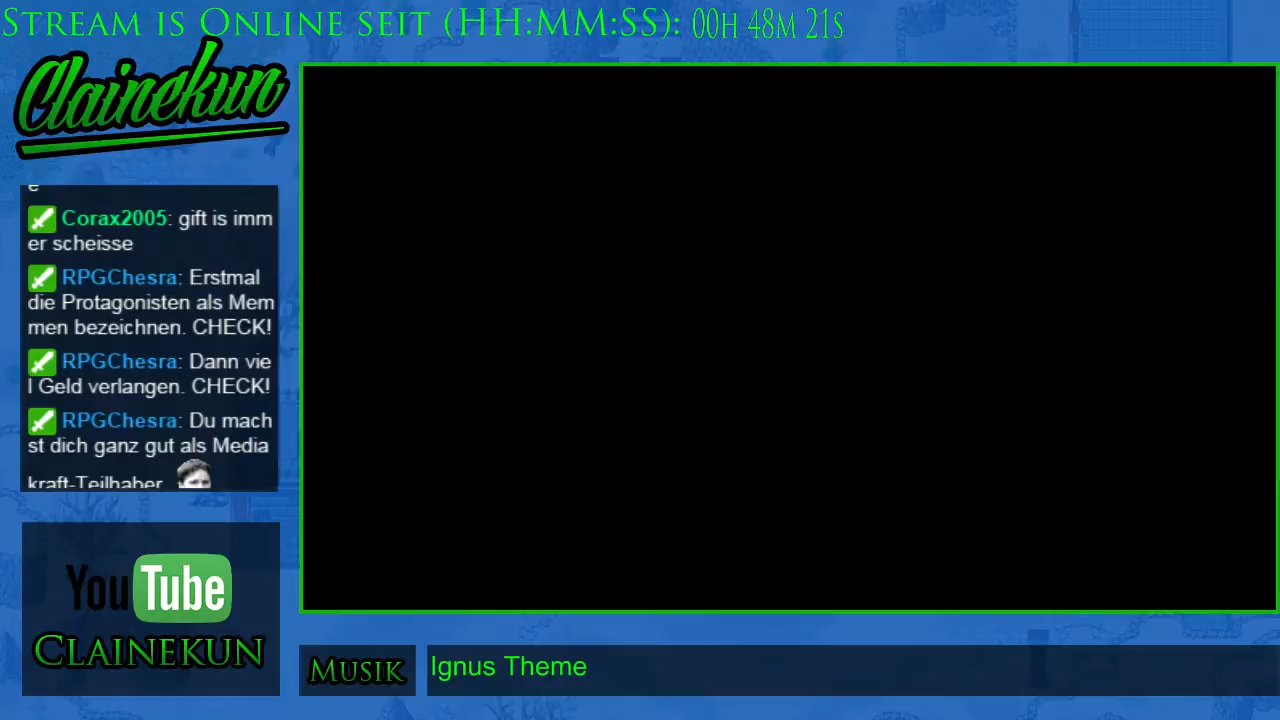 Stream is Online seit (HH:MM:SS): 00h 48m 21s
Clainekun
e
Corax2005: gift is imm
er scheisse
RPGChesra: Erstmal
die Protagonisten als Mem
men bezeichnen. CHECK!
RPGChesra: Dann vie
l Geld verlangen. CHECK!
RPGChesra: Du mach
st dich ganz gut als Media
kraft-Teilhaber
YouTube
Clainekun
Musik
Ignus Theme